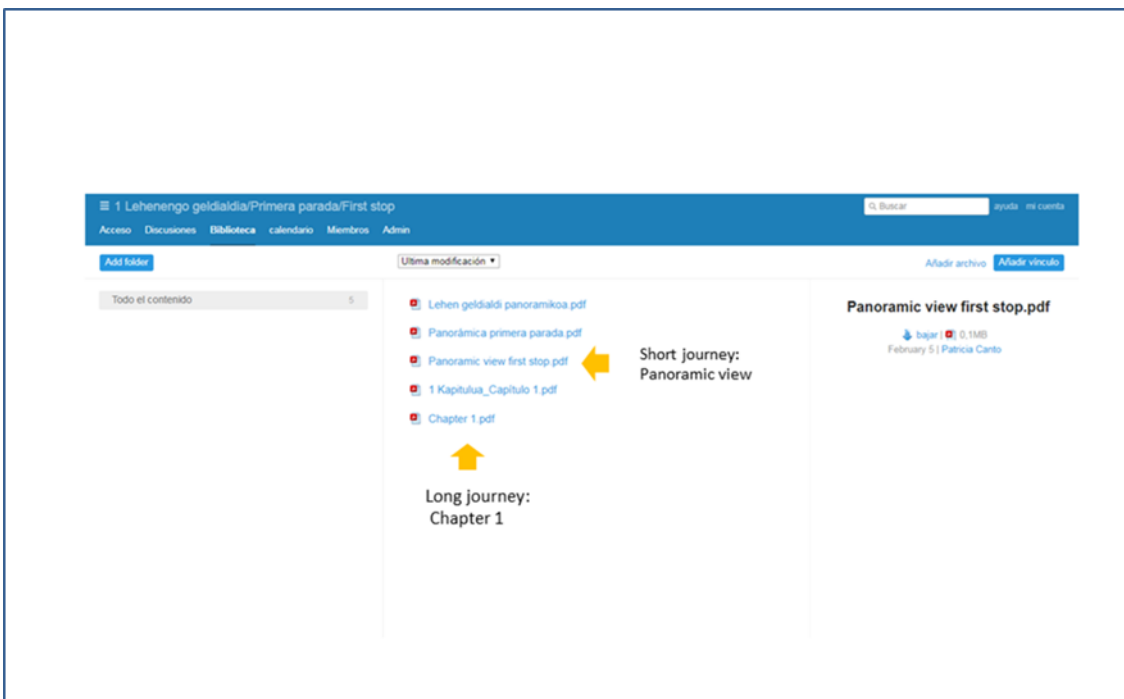 ≡ 1 Lehenengo geldialdia/Primera parada/First stop
Buscar
ayuda mi cuenta
Acceso Discusiones Biblioteca calendario Miembros Admin
Add folder
Ultima modificación ▼
Añadir archivo Añadir vínculo
Todo el contenido 5
Lehen geldialdi panoramikoa.pdf
Panorámica primera parada.pdf
Panoramic view first stop.pdf
1 Kapitulua_Capítulo 1.pdf
Chapter 1.pdf
Short journey:
Panoramic view
Long journey:
Chapter 1
Panoramic view first stop.pdf
bajar | 0,1MB
February 5 | Patricia Canto